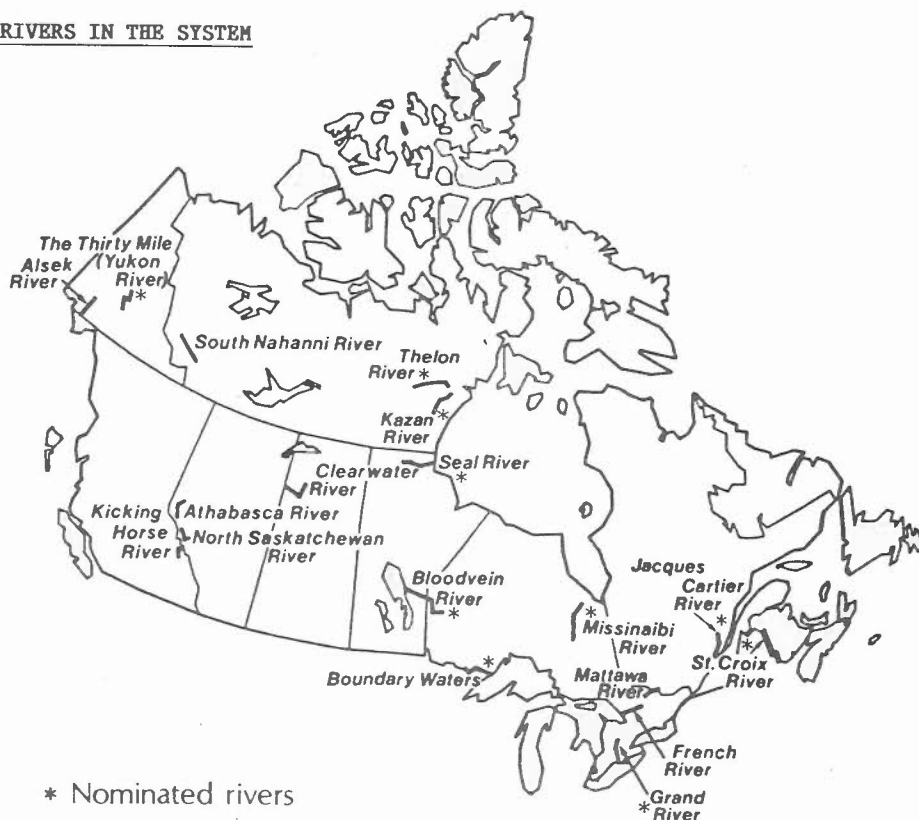 RIVERS IN THE SYSTEM
The Thirty Mile
(Yukon
River)
*
Alsek
River
South Nahanni River
Thelon
River *
Kazan
River
*
Clearwater
River
Seal River
*
Kicking
Horse
River
Athabasca River
North Saskatchewan
River
Bloodvein
River
*
Jacques
Cartier
River
*
*
Missinaibi
River
Boundary Waters
*
Mattawa
River
*
St. Croix
River
French
River
* Grand
River
* Nominated rivers